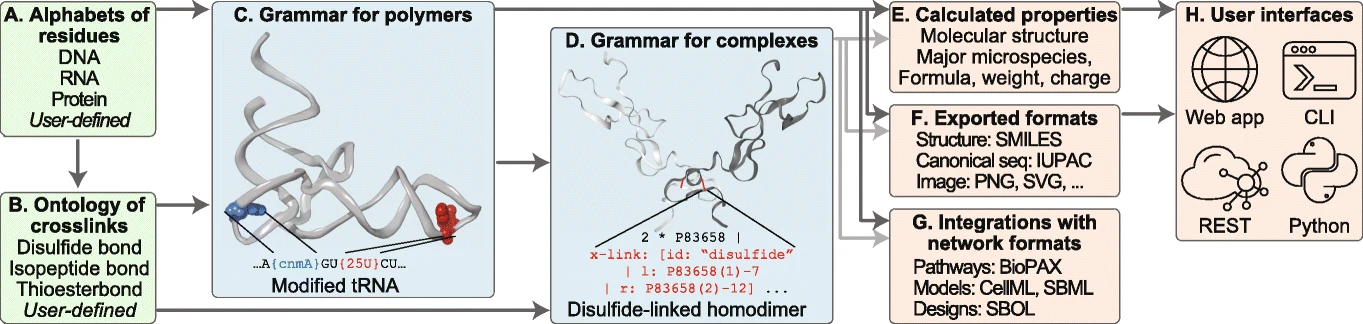 A. Alphabets of
residues
DNA
RNA
Protein
User-defined
B. Ontology of
crosslinks
Disulfide bond
Isopeptide bond
Thioesterbond
User-defined
C. Grammar for polymers
...A{cnmA}GU{25U}CU...
Modified tRNA
D. Grammar for complexes
2 * P83658 |
x-link: [id: “disulfide”
| l: P83658(1)-7
| r: P83658(2)-12] ...
Disulfide-linked homodimer
E. Calculated properties
Molecular structure
Major microspecies,
Formula, weight, charge
F. Exported formats
Structure: SMILES
Canonical seq: IUPAC
Image: PNG, SVG, ...
G. Integrations with
network formats
Pathways: BioPAX
Models: CellML, SBML
Designs: SBOL
H. User interfaces
Web app
CLI
REST
Python